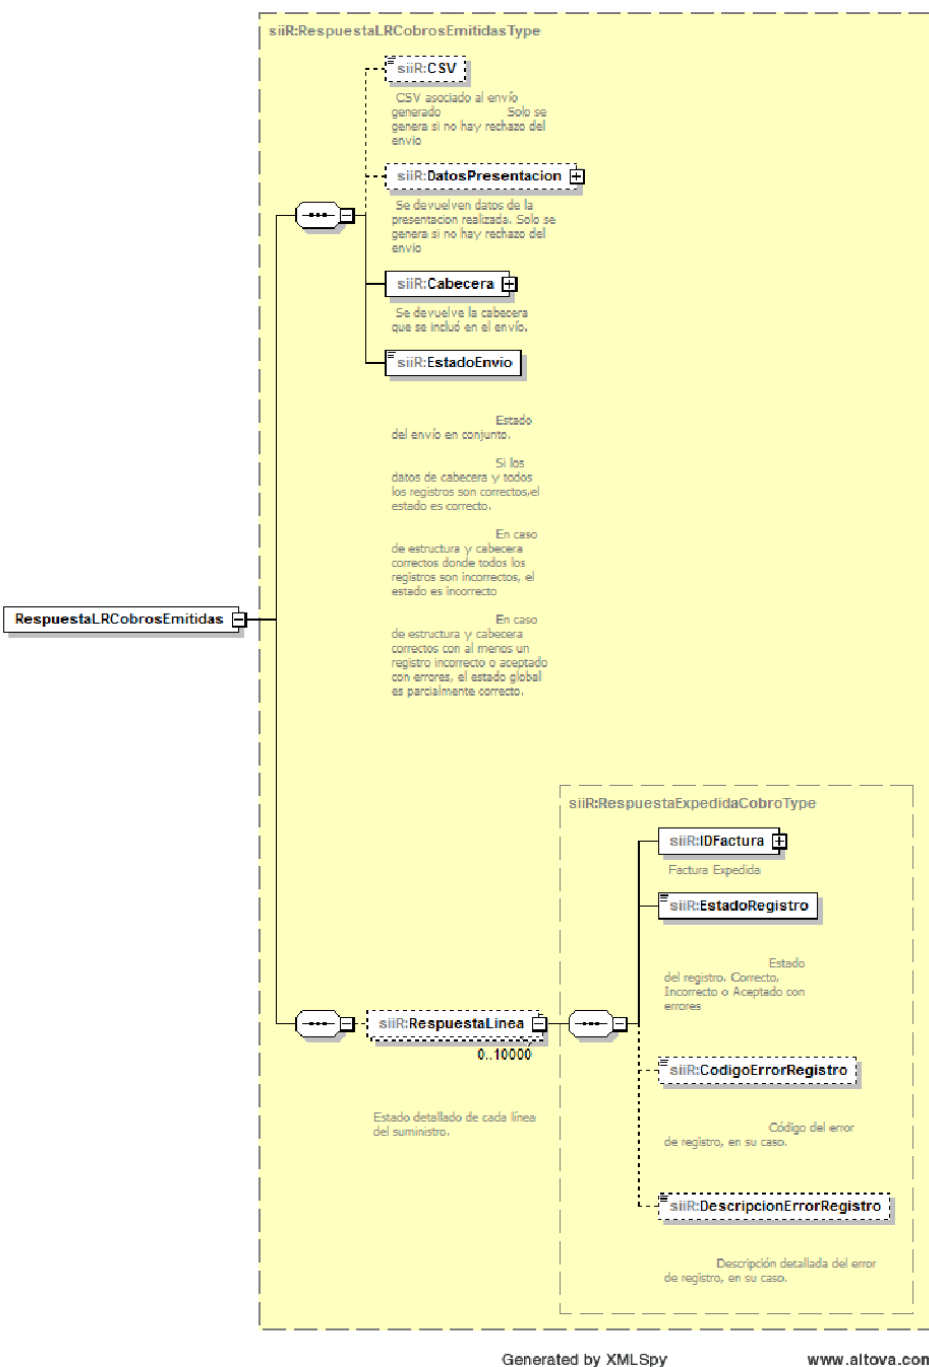 siiR:RespuestaLRCobrosEmitidasType
siiR:CSV
CSV asociado al envío
generado Solo se
genera si no hay rechazo del
envio
siiR:DatosPresentacion
Se devuelven datos de la
presentacion realizada. Solo se
genera si no hay rechazo del
envio
siiR:Cabecera
Se devuelve la cabecera
que se incluó en el envío.
siiR:EstadoEnvio
Estado
del envío en conjunto.
Si los
datos de cabecera y todos
los registros son correctos,el
estado es correcto.
En caso
de estructura y cabecera
correctos donde todos los
registros son incorrectos, el
estado es incorrecto
RespuestaLRCobrosEmitidas
En caso
de estructura y cabecera
correctos con al menos un
registro incorrecto o aceptado
con errores, el estado global
es parcialmente correcto.
siiR:RespuestaExpedidaCobroType
siiR:IDFactura
Factura Expedida
siiR:EstadoRegistro
Estado
del registro. Correcto,
Incorrecto o Aceptado con
errores
siiR:RespuestaLinea
0..10000
Estado detallado de cada línea
del suministro.
siiR:CodigoErrorRegistro
Código del error
de registro, en su caso.
siiR:DescripcionErrorRegistro
Descripción detallada del error
de registro, en su caso.
Generated by XMLSpy
www.altova.com